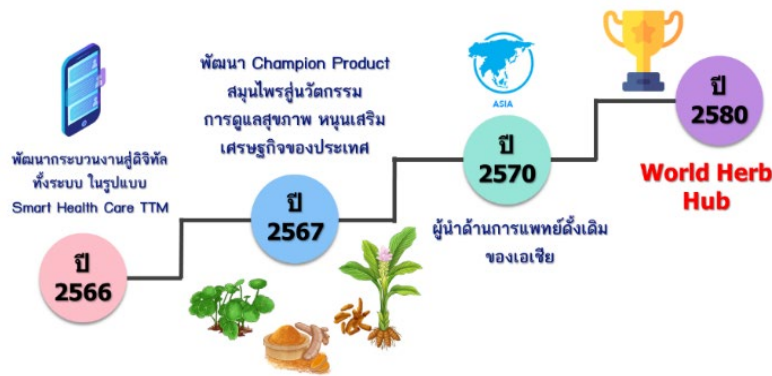 พัฒนากระบวนงานสู่ดิจิทัล
ทั้งระบบ ในรูปแบบ
Smart Health Care TTM
ปี
2566
พัฒนา Champion Product
สมุนไพรสู่นวัตกรรม
การดูแลสุขภาพ หนุนเสริม
เศรษฐกิจของประเทศ
ปี
2567
ASIA
ปี
2570
ผู้นำด้านการแพทย์ดั้งเดิม
ของเอเชีย
ปี
2580
World Herb
Hub